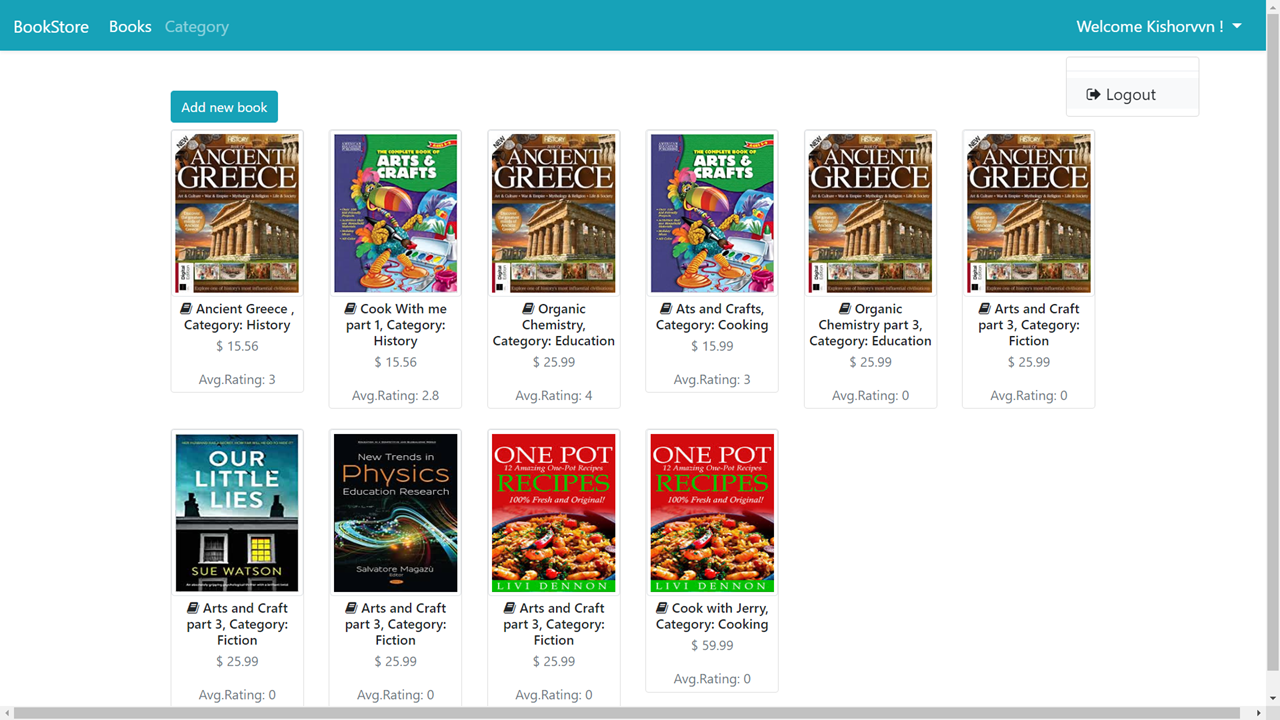 BookStore Books Category Welcome Kishorvvn !
Logout
Add new book
NEW
HISTORY
ANCIENT
GREECE
THE COMPLETE BOOK OF
ARTS &
CRAFTS
NEW
HISTORY
ANCIENT
GREECE
THE COMPLETE BOOK OF
ARTS &
CRAFTS
NEW
HISTORY
ANCIENT
GREECE
NEW
HISTORY
ANCIENT
GREECE
Ancient Greece ,
Category: History
$ 15.56
Avg.Rating: 3
Cook With me
part 1, Category:
History
$ 15.56
Avg.Rating: 2.8
Organic
Chemistry,
Category: Education
$ 25.99
Avg.Rating: 4
Ats and Crafts,
Category: Cooking
$ 15.99
Avg.Rating: 3
Organic
Chemistry part 3,
Category: Education
$ 25.99
Avg.Rating: 0
Arts and Craft
part 3, Category:
Fiction
$ 25.99
Avg.Rating: 0
OUR
LITTLE
LIES
SUE WATSON
Arts and Craft
part 3, Category:
Fiction
$ 25.99
Avg.Rating: 0
New Trends in
Physics
Education Research
Salvatore Magazù
Editor
Arts and Craft
part 3, Category:
Fiction
$ 25.99
Avg.Rating: 0
ONE POT
12 Amazing One-Pot Recipes
RECIPES
100% Fresh and Original!
LIVI DENNON
Arts and Craft
part 3, Category:
Fiction
$ 25.99
Avg.Rating: 0
ONE POT
12 Amazing One-Pot Recipes
RECIPES
100% Fresh and Original!
LIVI DENNON
Cook with Jerry,
Category: Cooking
$ 59.99
Avg.Rating: 0